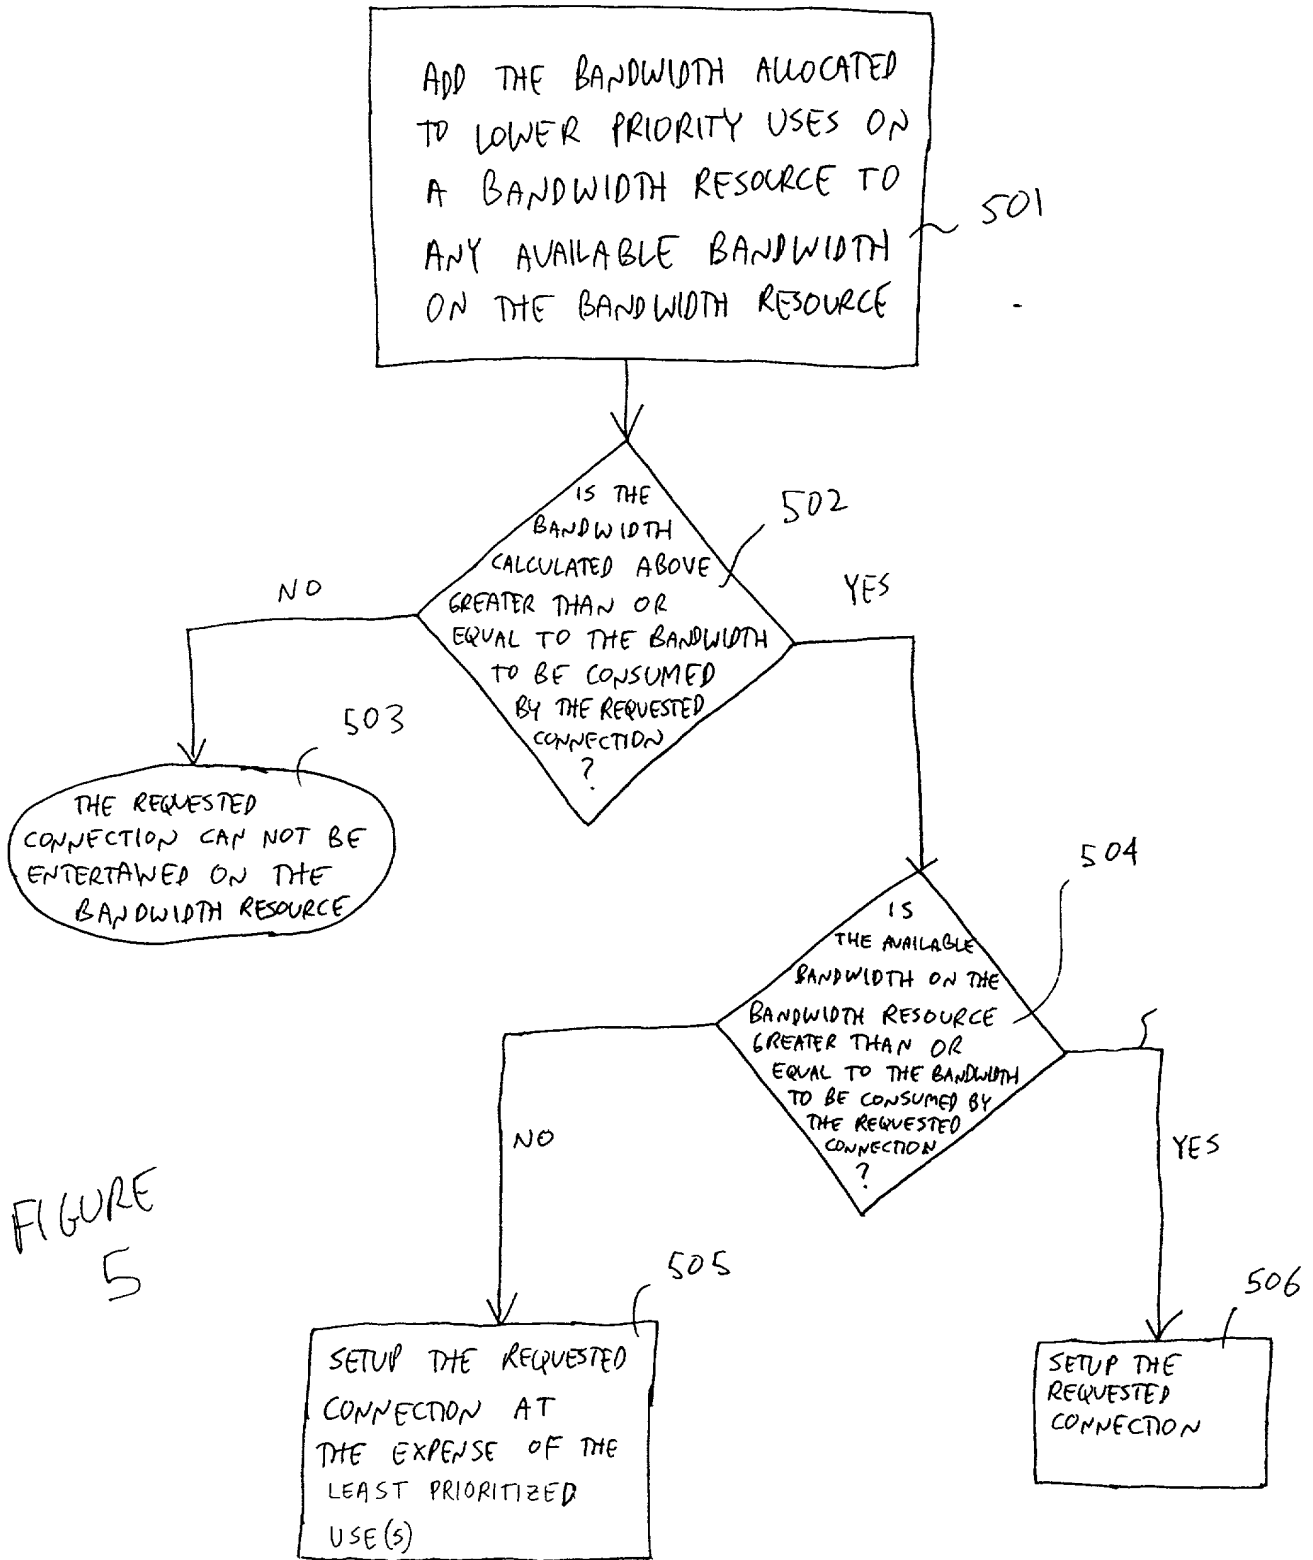 ADD THE BANDWIDTH ALLOCATED
TO LOWER PRIORITY USES ON
A BANDWIDTH RESOURCE TO
ANY AVAILABLE BANDWIDTH
ON THE BANDWIDTH RESOURCE
501
IS THE
BANDWIDTH
CALCULATED ABOVE
GREATER THAN OR
EQUAL TO THE BANDWIDTH
TO BE CONSUMED
BY THE REQUESTED
CONNECTION
?
502
NO
YES
503
THE REQUESTED
CONNECTION CAN NOT BE
ENTERTAINED ON THE
BANDWIDTH RESOURCE
504
IS
THE AVAILABLE
BANDWIDTH ON THE
BANDWIDTH RESOURCE
GREATER THAN OR
EQUAL TO THE BANDWIDTH
TO BE CONSUMED BY
THE REQUESTED
CONNECTION
?
NO
YES
FIGURE
5
505
SETUP THE REQUESTED
CONNECTION AT
THE EXPENSE OF THE
LEAST PRIORITIZED
USE(S)
506
SETUP THE
REQUESTED
CONNECTION